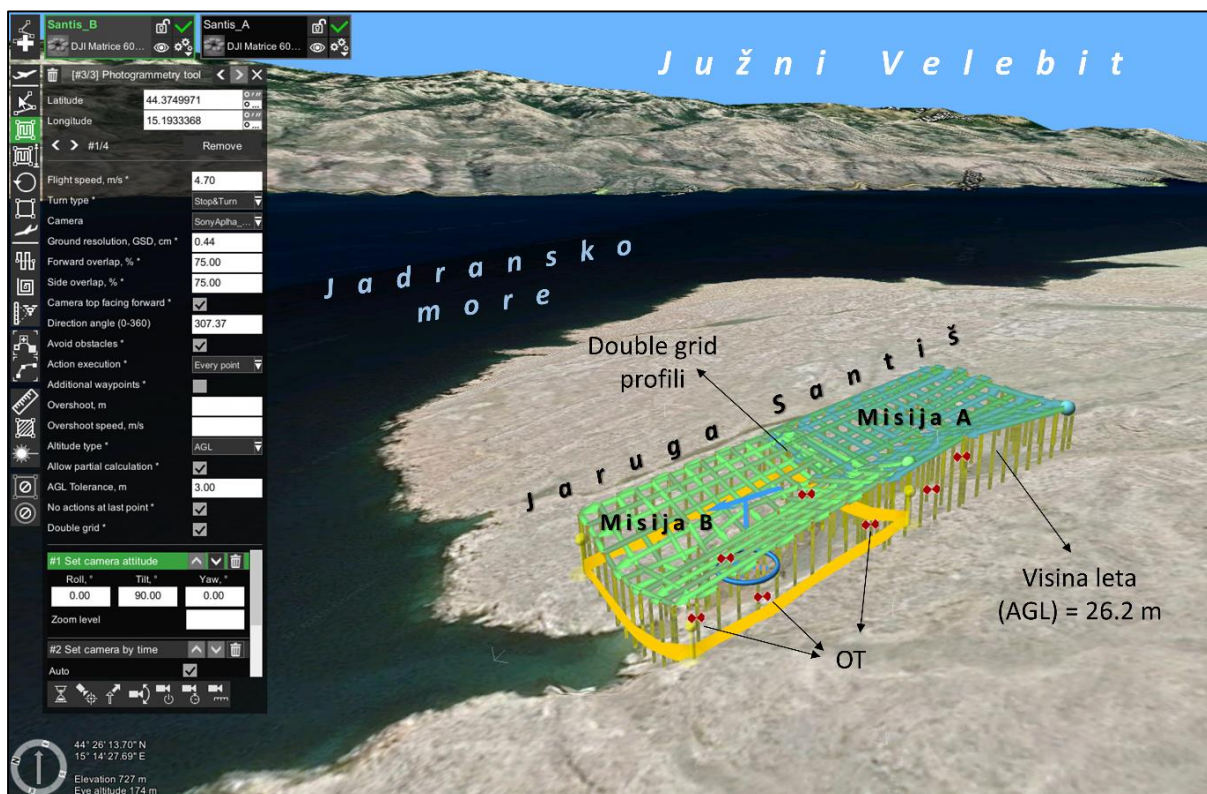 Santis_B
DJI Matrice 60...
Santis_A
DJI Matrice 60...
[#3/3] Photogrammetry tool
Latitude 44.3749971
Longitude 15.1933368
#1/4 Remove
Flight speed, m/s * 4.70
Turn type * Stop&Turn
Camera SonyAplha_...
Ground resolution, GSD, cm * 0.44
Forward overlap, % * 75.00
Side overlap, % * 75.00
Camera top facing forward *
Direction angle (0-360) 307.37
Avoid obstacles *
Action execution * Every point
Additional waypoints *
Overshoot, m
Overshoot speed, m/s
Altitude type * AGL
Allow partial calculation *
AGL Tolerance, m 3.00
No actions at last point *
Double grid *
#1 Set camera attitude
Roll, ° Tilt, ° Yaw, °
0.00 90.00 0.00
Zoom level
#2 Set camera by time
Auto
44° 26' 13.70" N
15° 14' 27.69" E
Elevation 727 m
Eye altitude 174 m
Južni Velebit
Jadransko
more
Double grid
profili
Jaruga Santiš
Misija A
Misija B
Visina leta
(AGL) = 26.2 m
OT